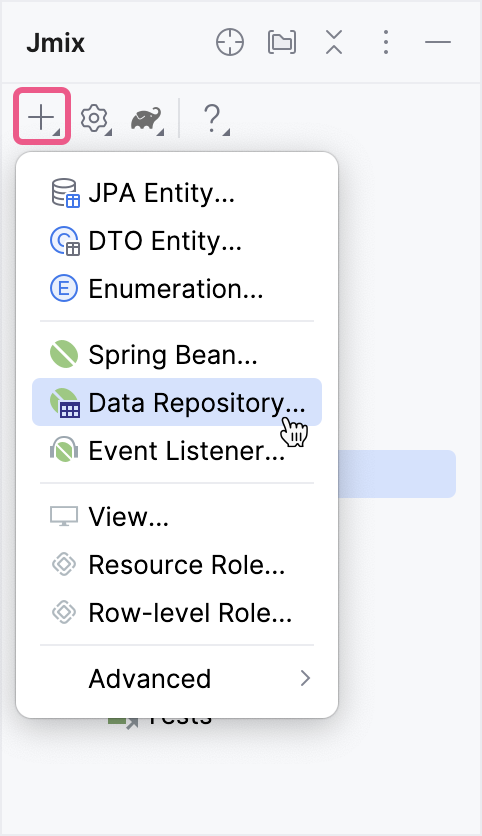 Jmix
?
JPA Entity...
DTO Entity...
Enumeration...
Spring Bean...
Data Repository...
Event Listener...
View...
Resource Role...
Row-level Role...
Advanced
Tests